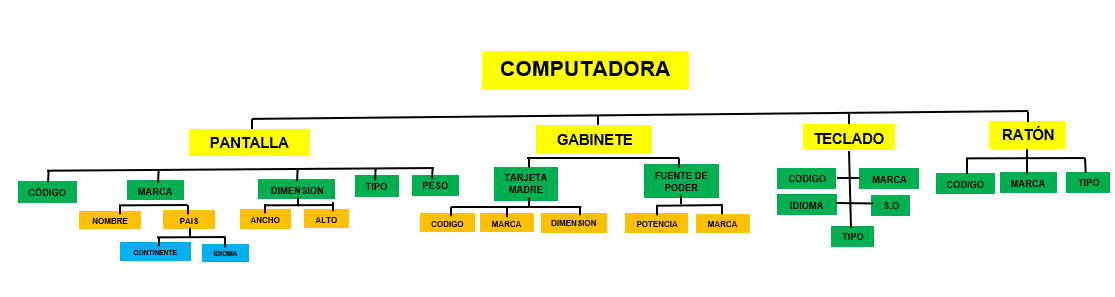 COMPUTADORA
PANTALLA
GABINETE
TECLADO
RATÓN
CÓDIGO
MARCA
DIMENSION
TIPO
PESO
NOMBRE
PAIS
ANCHO
ALTO
CONTINENTE
IDIOMA
TARJETA
MADRE
FUENTE DE
PODER
CODIGO
MARCA
DIMENSION
POTENCIA
MARCA
CODIGO
MARCA
IDIOMA
S.O
TIPO
CODIGO
MARCA
TIPO